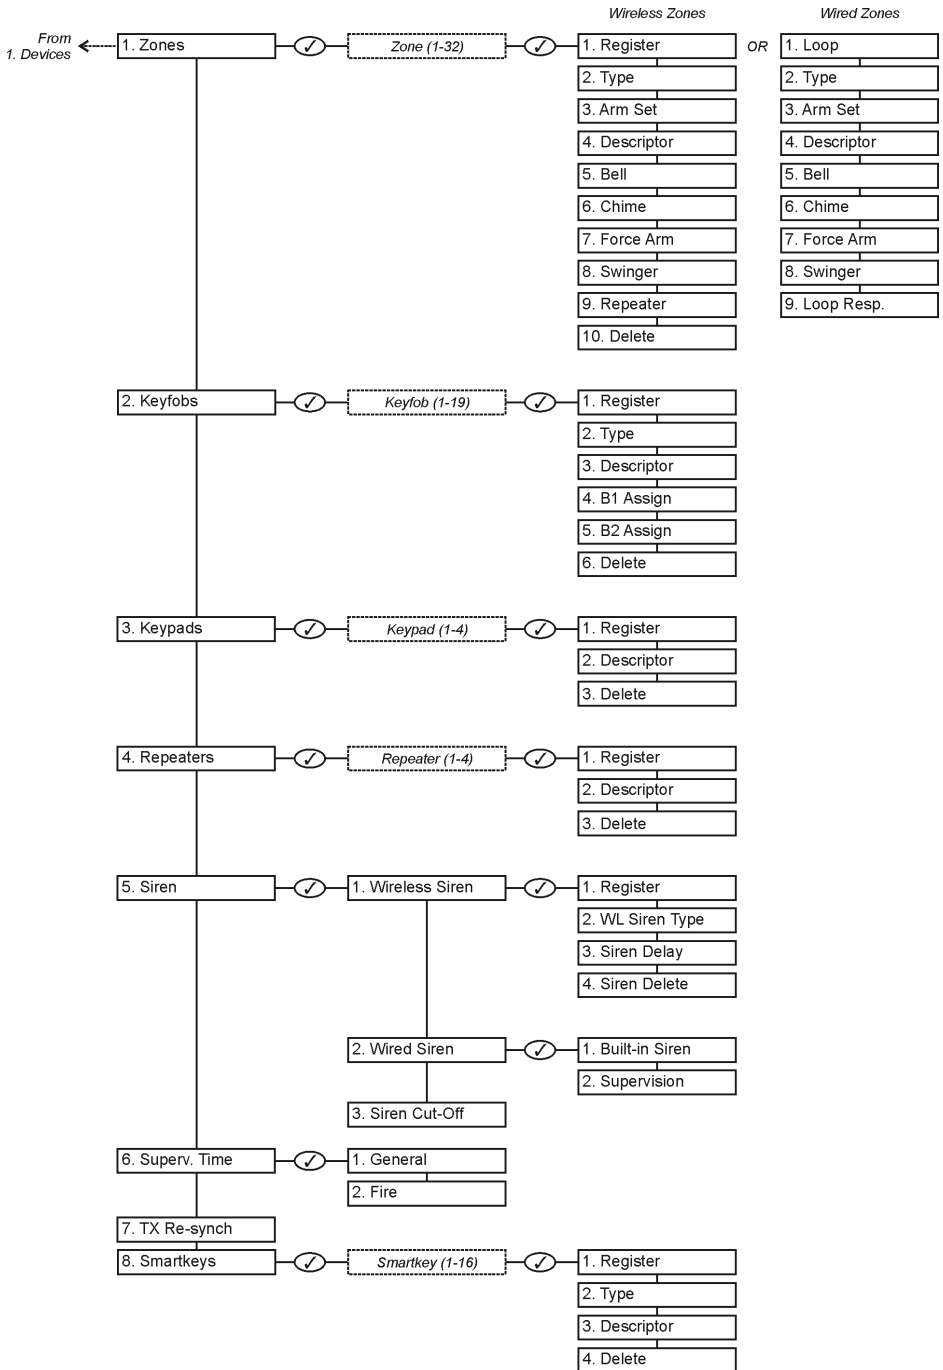 Wireless Zones
Wired Zones
From
1. Devices
1. Zones
Zone (1-32)
1. Register
OR
1. Loop
2. Type
2. Type
3. Arm Set
3. Arm Set
4. Descriptor
4. Descriptor
5. Bell
5. Bell
6. Chime
6. Chime
7. Force Arm
7. Force Arm
8. Swinger
8. Swinger
9. Repeater
9. Loop Resp.
10. Delete
2. Keyfobs
Keyfob (1-19)
1. Register
2. Type
3. Descriptor
4. B1 Assign
5. B2 Assign
6. Delete
3. Keypads
Keypad (1-4)
1. Register
2. Descriptor
3. Delete
4. Repeaters
Repeater (1-4)
1. Register
2. Descriptor
3. Delete
5. Siren
1. Wireless Siren
1. Register
2. WL Siren Type
3. Siren Delay
4. Siren Delete
2. Wired Siren
1. Built-in Siren
2. Supervision
3. Siren Cut-Off
6. Superv. Time
1. General
2. Fire
7. TX Re-synch
8. Smartkeys
Smartkey (1-16)
1. Register
2. Type
3. Descriptor
4. Delete